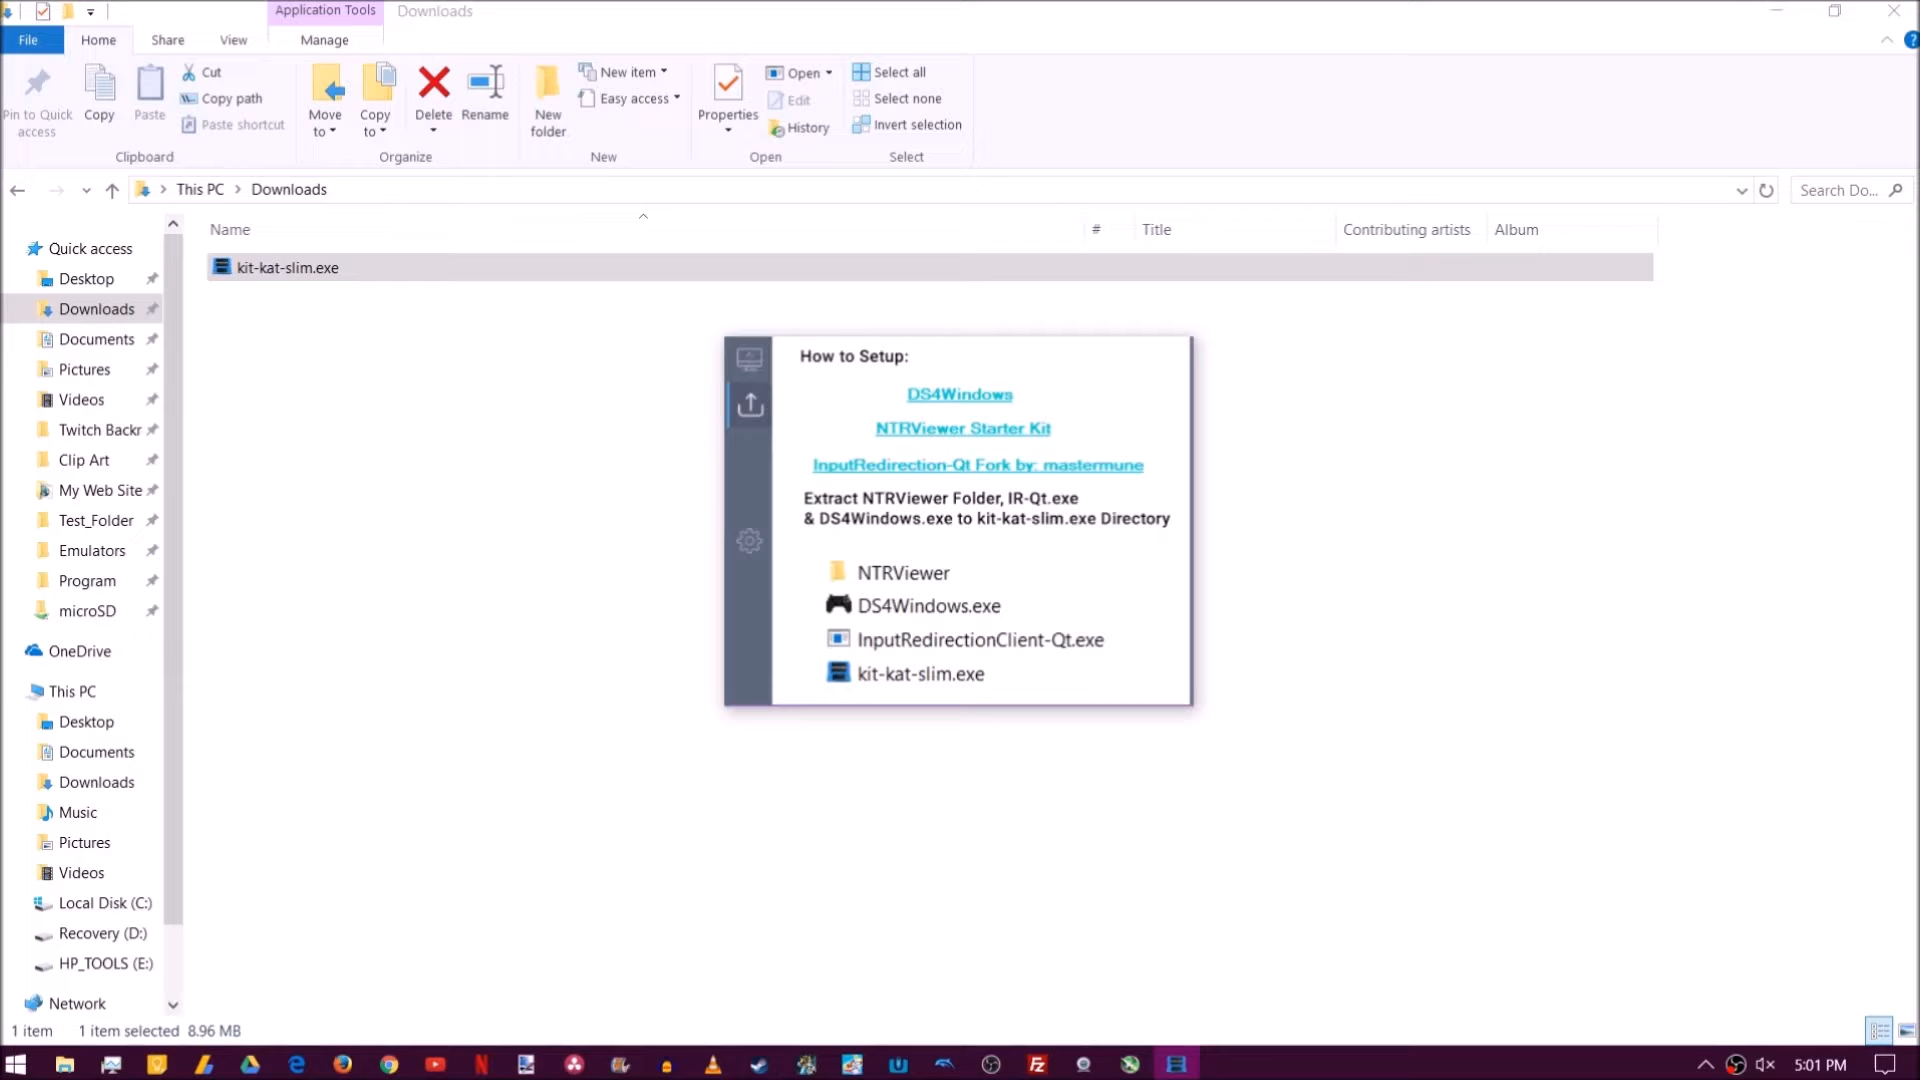 Application Tools
Downloads
File
Home
Share
View
Manage
Pin to Quick access
Copy
Paste
Cut
Copy path
Paste shortcut
Clipboard
Move to
Copy to
Delete
Rename
Organize
New folder
New item
Easy access
New
Properties
Open
Edit
History
Open
Select all
Select none
Invert selection
Select
This PC
Downloads
Search Do...
Name
#
Title
Contributing artists
Album
kit-kat-slim.exe
Quick access
Desktop
Downloads
Documents
Pictures
Videos
Twitch Backr
Clip Art
My Web Site
Test_Folder
Emulators
Program
microSD
OneDrive
This PC
Desktop
Documents
Downloads
Music
Pictures
Videos
Local Disk (C:)
Recovery (D:)
HP_TOOLS (E:)
Network
How to Setup:
DS4Windows
NTRViewer Starter Kit
InputRedirection-Qt Fork by: mastermune
Extract NTRViewer Folder, IR-Qt.exe
& DS4Windows.exe to kit-kat-slim.exe Directory
NTRViewer
DS4Windows.exe
InputRedirectionClient-Qt.exe
kit-kat-slim.exe
1 item
1 item selected 8.96 MB
5:01 PM